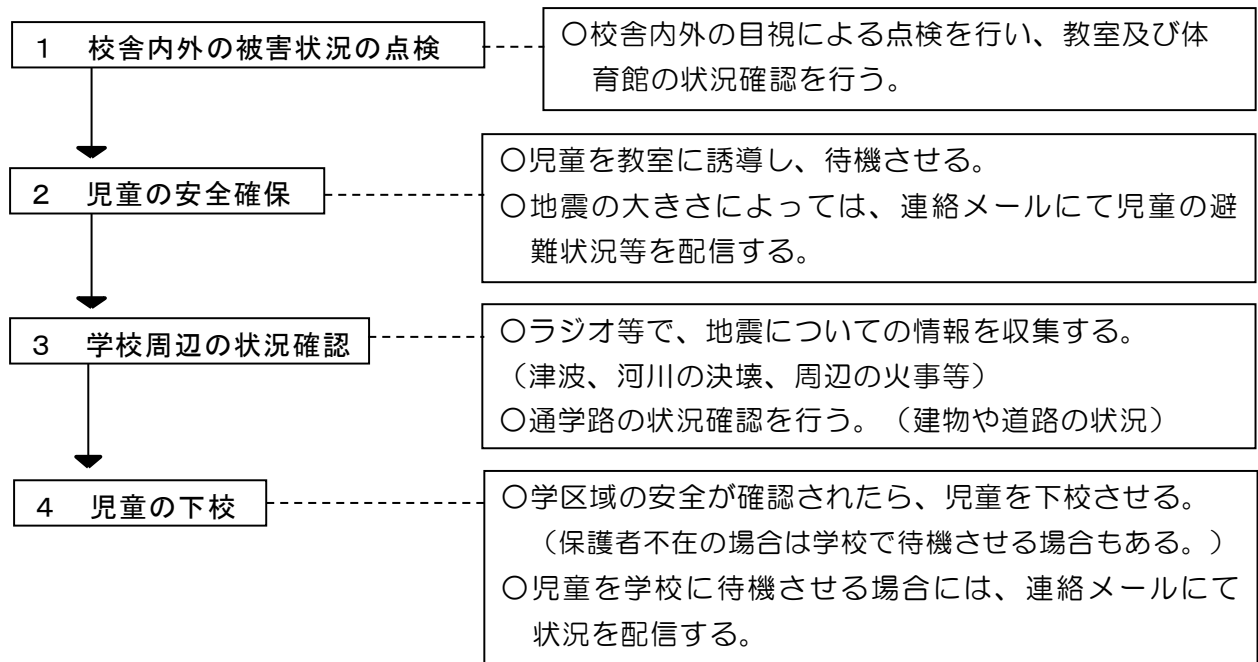 １　校舎内外の被害状況の点検
〇校舎内外の目視による点検を行い、教室及び体
育館の状況確認を行う。
２　児童の安全確保
〇児童を教室に誘導し、待機させる。
〇地震の大きさによっては、連絡メールにて児童の避
難状況等を配信する。
３　学校周辺の状況確認
〇ラジオ等で、地震についての情報を収集する。
（津波、河川の決壊、周辺の火事等）
〇通学路の状況確認を行う。（建物や道路の状況）
４　児童の下校
〇学区域の安全が確認されたら、児童を下校させる。
（保護者不在の場合は学校で待機させる場合もある。）
〇児童を学校に待機させる場合には、連絡メールにて
状況を配信する。